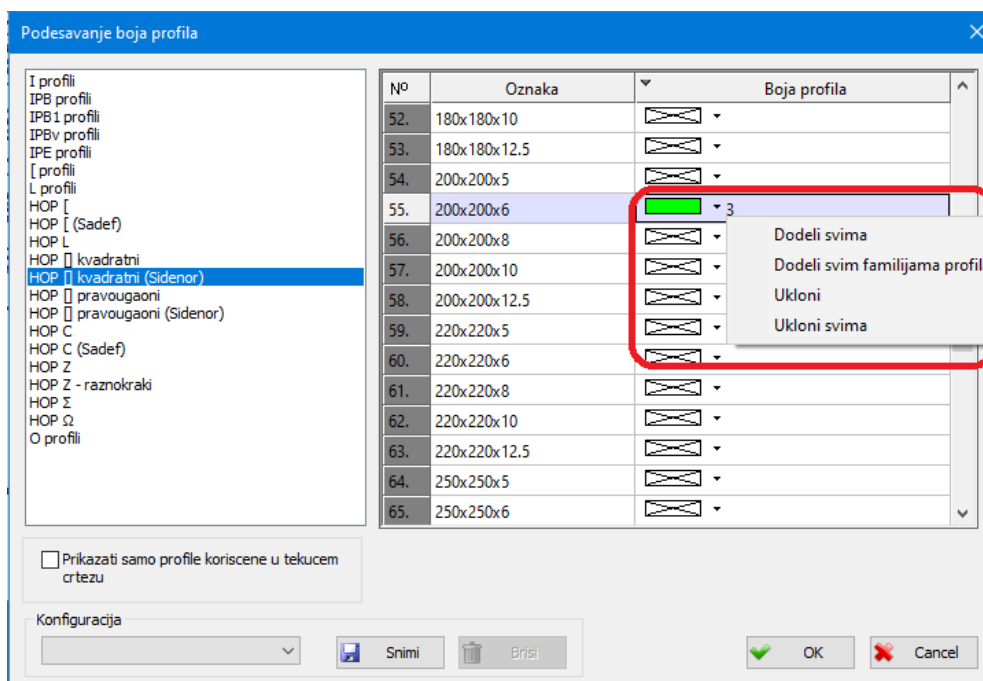 Podesavanje boja profila
I profili
IPB profili
IPB1 profili
IPBv profili
IPE profili
[ profili
L profili
HOP [
HOP [ (Sadef)
HOP L
HOP [] kvadratni
HOP [] kvadratni (Sidenor)
HOP [] pravougaoni
HOP [] pravougaoni (Sidenor)
HOP C
HOP C (Sadef)
HOP Z
HOP Z - raznokraki
HOP Σ
HOP Ω
O profili
Nº Oznaka Boja profila
52. 180x180x10
53. 180x180x12.5
54. 200x200x5
55. 200x200x6 3
56. 200x200x8
57. 200x200x10
58. 200x200x12.5
59. 220x220x5
60. 220x220x6
61. 220x220x8
62. 220x220x10
63. 220x220x12.5
64. 250x250x5
65. 250x250x6
Dodeli svima
Dodeli svim familijama profil
Ukloni
Ukloni svima
Prikazati samo profile koriscene u tekucem
crtezu
Konfiguracija
Snimi Brisi OK Cancel